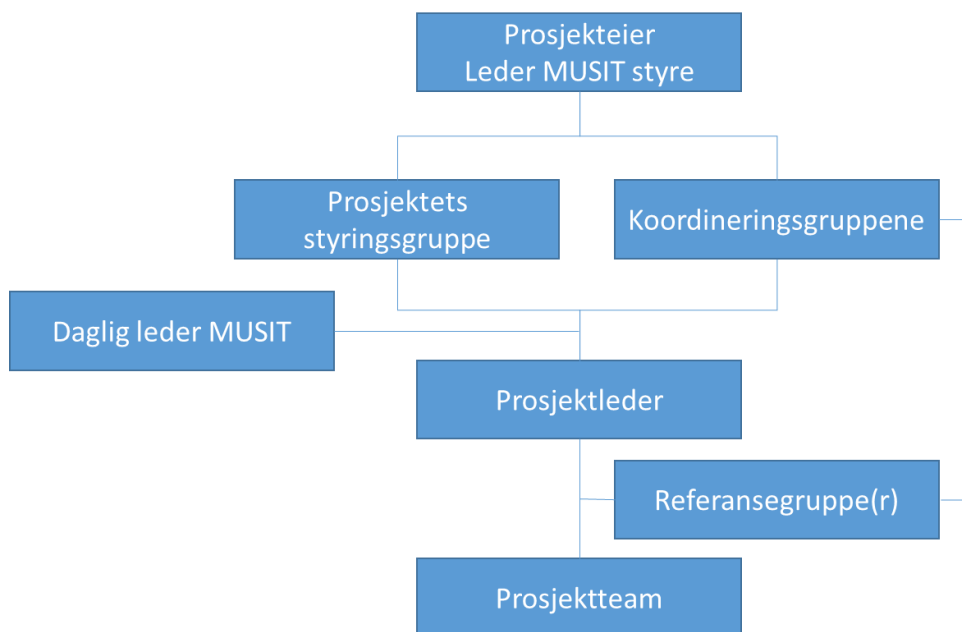 Prosjekteier
Leder MUSIT styre
Prosjektets
styringsgruppe
Koordineringsgruppene
Daglig leder MUSIT
Prosjektleder
Referansegruppe(r)
Prosjektteam